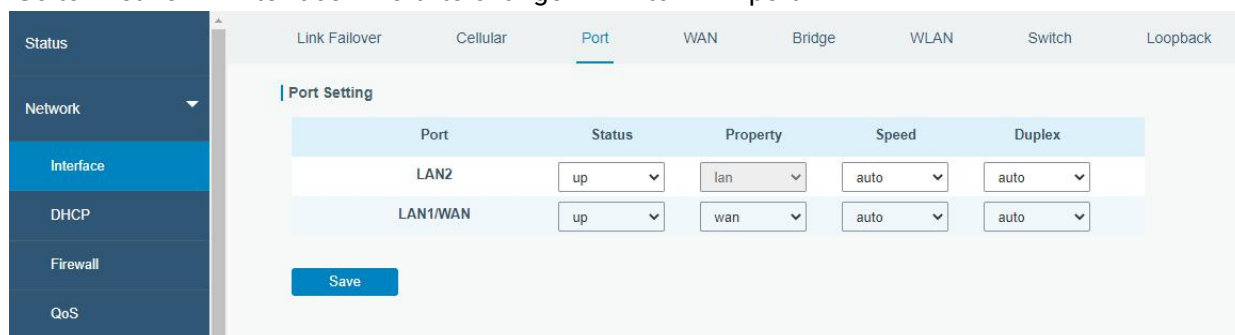 Status
Network
Interface
DHCP
Firewall
QoS
Link Failover Cellular Port WAN Bridge WLAN Switch Loopback
Port Setting
Port Status Property Speed Duplex
LAN2 up lan auto auto
LAN1/WAN up wan auto auto
Save